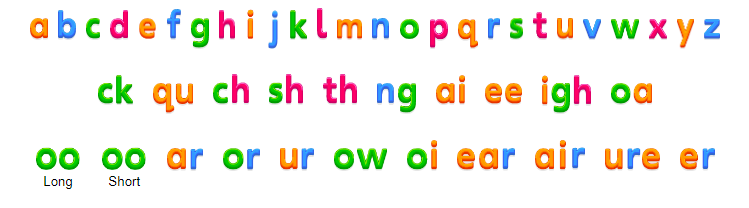 a b c d e f g h i j k l m n o p q r s t u v w x y z
ck qu ch sh th ng ai ee igh oa
oo oo ar or ur ow oi ear air ure er
Long Short